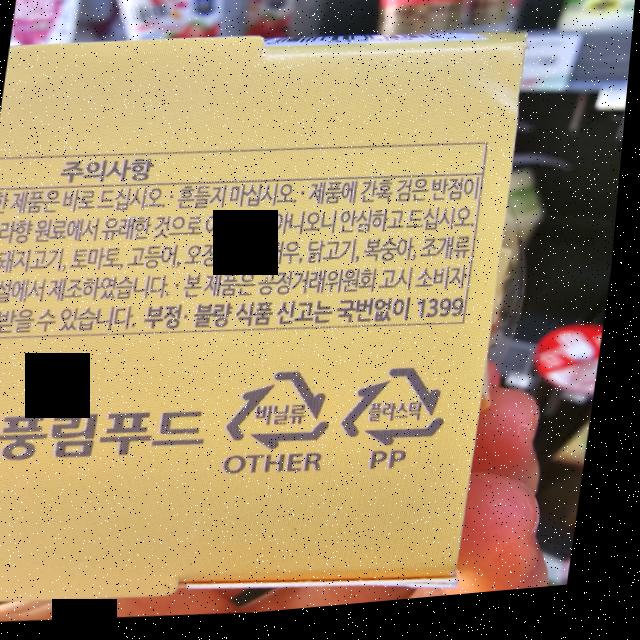 주의사항
한 제품은 바로 드십시오. · 흔들지 마십시오. · 제품에 간혹 검은 반점이
라향 원료에서 유래한 것으로 아니오니 안심하고 드십시오.
돼지고기, 토마토, 고등어, 닭고기, 복숭아, 조개류
설에서 제조하였습니다. · 본 제품은 공정거래위원회 고시 소비자
받을 수 있습니다. 부정·불량 식품 신고는 국번없이 1399
풍림푸드
비닐류 플라스틱
OTHER PP